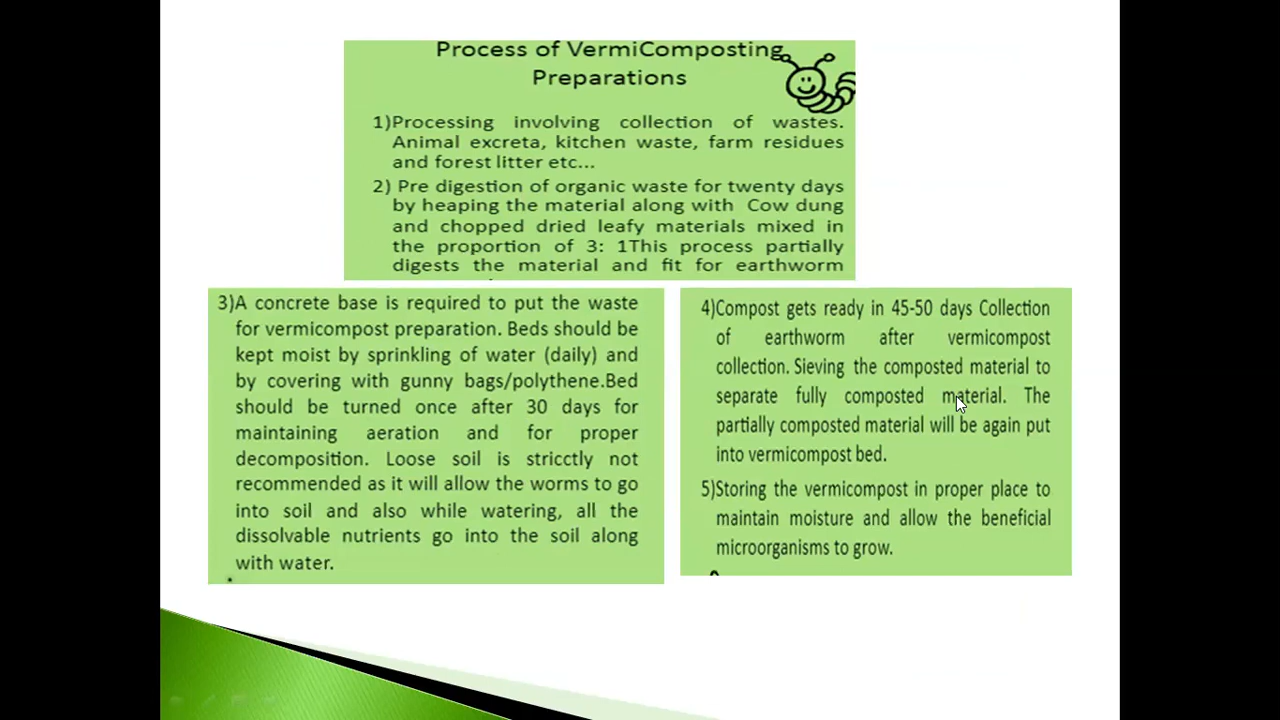 Process of VermiComposting
Preparations
1)Processing involving collection of wastes.
Animal excreta, kitchen waste, farm residues
and forest litter etc...
2) Pre digestion of organic waste for twenty days
by heaping the material along with Cow dung
and chopped dried leafy materials mixed in
the proportion of 3: 1This process partially
digests the material and fit for earthworm
3)A concrete base is required to put the waste
for vermicompost preparation. Beds should be
kept moist by sprinkling of water (daily) and
by covering with gunny bags/polythene.Bed
should be turned once after 30 days for
maintaining aeration and for proper
decomposition. Loose soil is stricctly not
recommended as it will allow the worms to go
into soil and also while watering, all the
dissolvable nutrients go into the soil along
with water.
4)Compost gets ready in 45-50 days Collection
of earthworm after vermicompost
collection. Sieving the composted material to
separate fully composted material. The
partially composted material will be again put
into vermicompost bed.
5)Storing the vermicompost in proper place to
maintain moisture and allow the beneficial
microorganisms to grow.